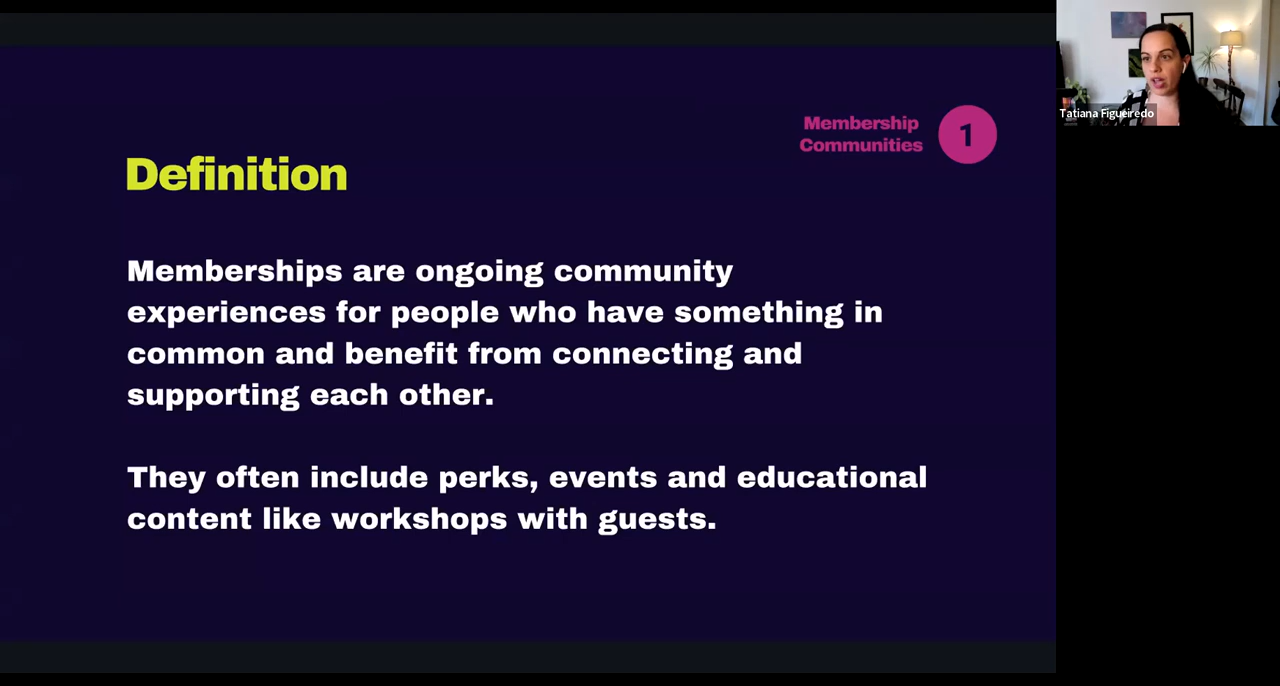 Membership
Communities
1
Definition
Memberships are ongoing community
experiences for people who have something in
common and benefit from connecting and
supporting each other.
They often include perks, events and educational
content like workshops with guests.
Tatiana Figueiredo